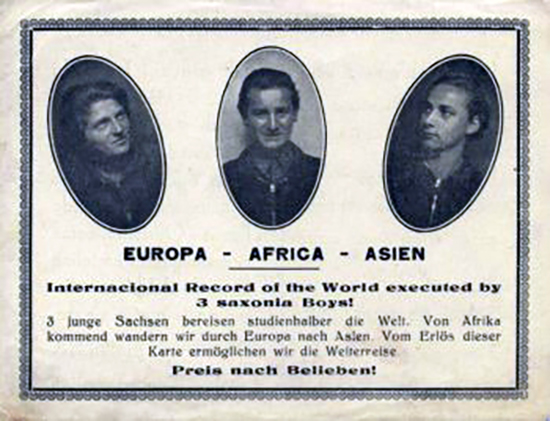 EUROPA - AFRICA - ASIEN
Internacional Record of the World executed by
3 saxonia Boys!
3 junge Sachsen bereisen studienhalber die Welt. Von Afrika
kommend wandern wir durch Europa nach Asien. Vom Erlös dieser
Karte ermöglichen wir die Weiterreise.
Preis nach Belieben!